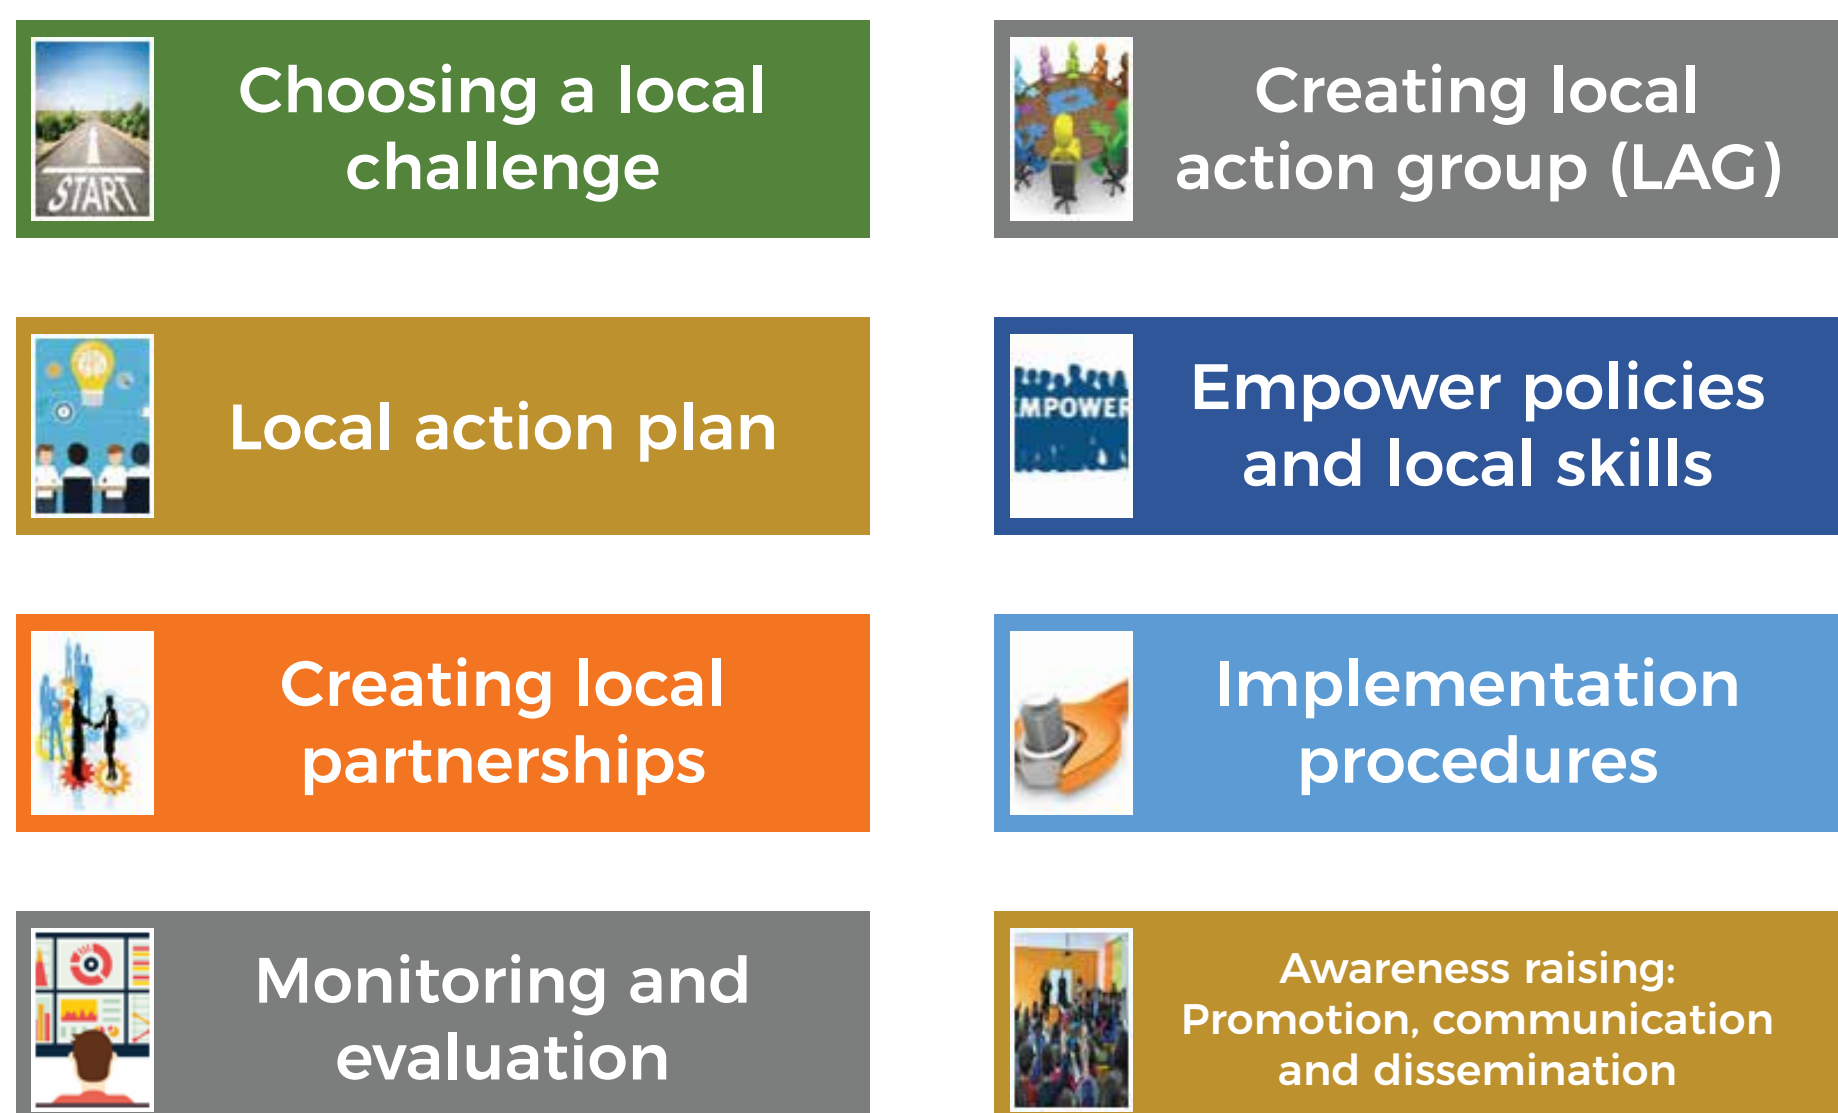 START
Choosing a local
challenge
Creating local
action group (LAG)
Local action plan
EMPOWER
Empower policies
and local skills
Creating local
partnerships
Implementation
procedures
Monitoring and
evaluation
Awareness raising:
Promotion, communication
and dissemination